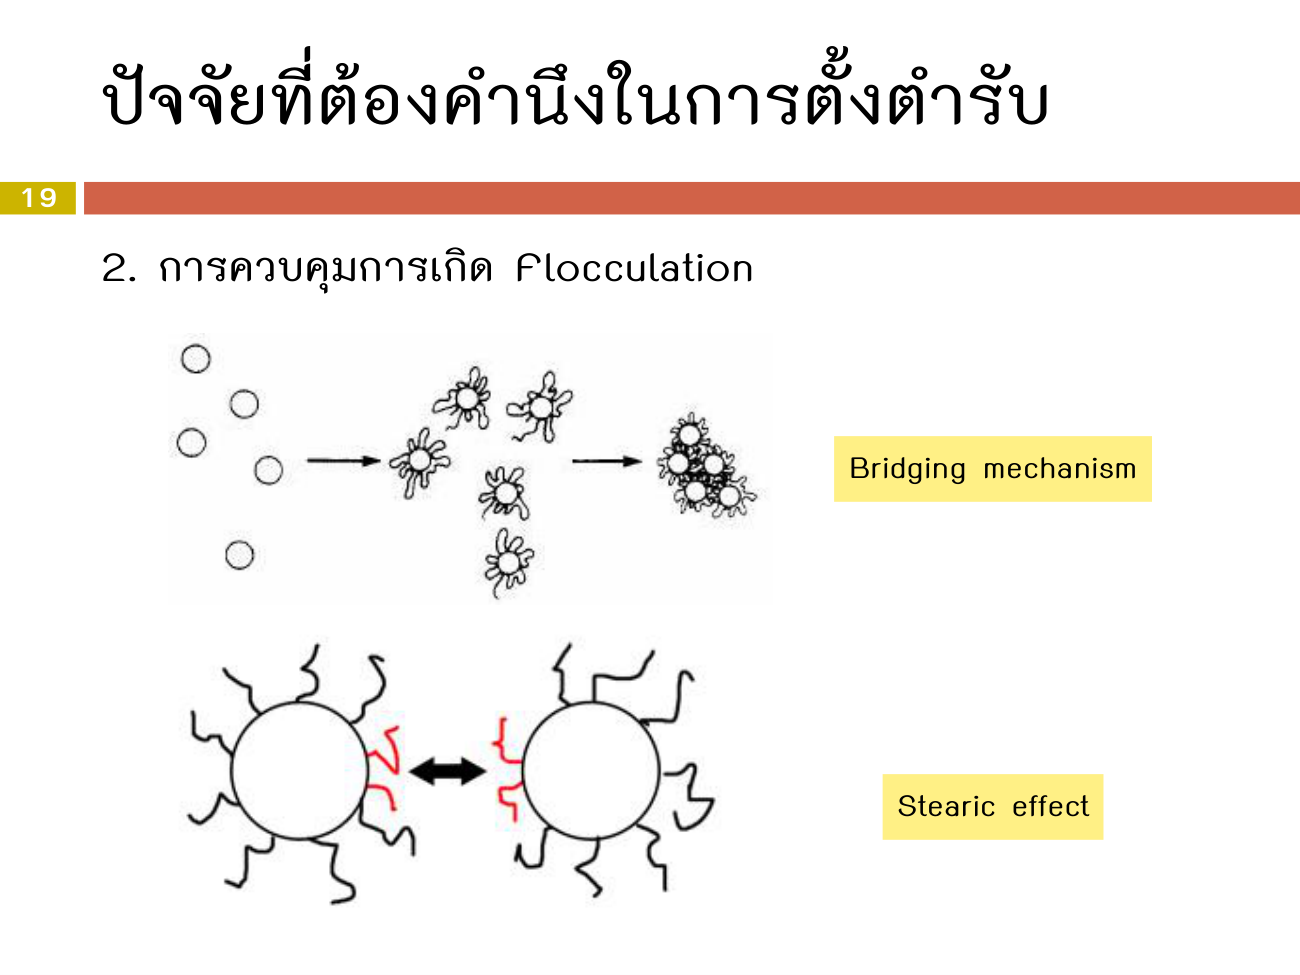 ปัจจัยที่ต้องคำนึงในการตั้งตำรับ
19
2. การควบคุมการเกิด Flocculation
Bridging mechanism
Stearic effect